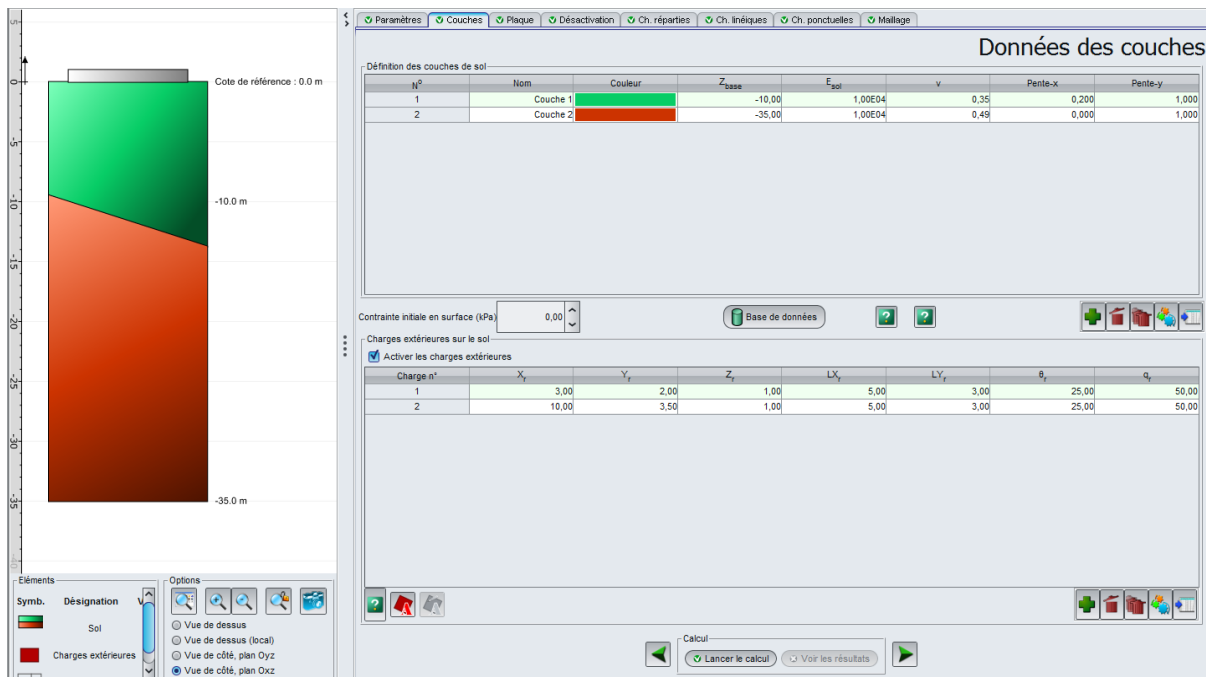 Paramètres Couches Plaque Désactivation Ch. réparties Ch. linéiques Ch. ponctuelles Maillage
Données des couches
Définition des couches de sol
N° Nom Couleur Zbase Esol ν Pente-x Pente-y
1 Couche 1 -10,00 1,00E04 0,35 0,200 1,000
2 Couche 2 -35,00 1,00E04 0,49 0,000 1,000
5
0
-5
-10
-15
-20
-25
-30
-35
-40
Cote de référence : 0.0 m
-10.0 m
-35.0 m
Contrainte initiale en surface (kPa) 0,00 Base de données ? ?
Charges extérieures sur le sol
Activer les charges extérieures
Charge n° Xr Yr Zr LXr LYr θr qr
1 3,00 2,00 1,00 5,00 3,00 25,00 50,00
2 10,00 3,50 1,00 5,00 3,00 25,00 50,00
Eléments
Symb. Désignation V
Sol
Charges extérieures
Options
Vue de dessus
Vue de dessus (local)
Vue de côté, plan Oyz
Vue de côté, plan Oxz
?
Calcul
Lancer le calcul Voir les résultats